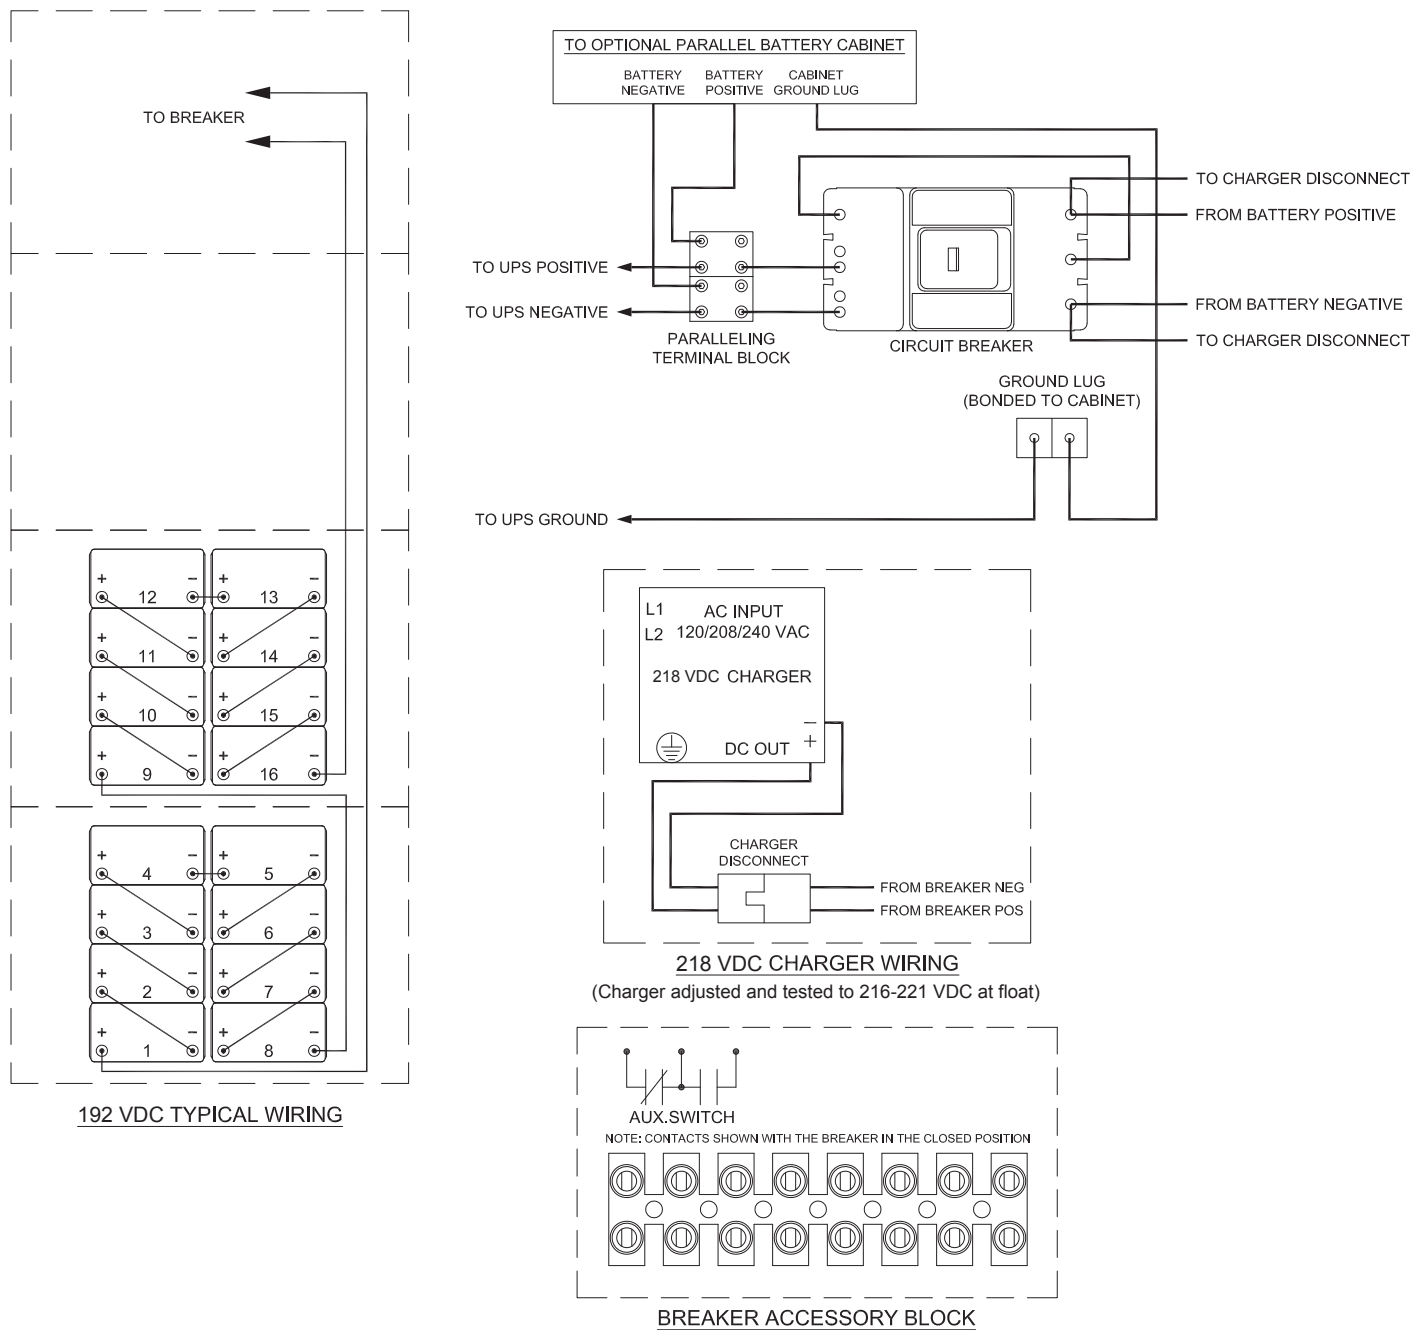 TO BREAKER
+ − + −
12 13
+ − + −
11 14
+ − + −
10 15
+ − + −
9 16
+ − + −
4 5
+ − + −
3 6
+ − + −
2 7
+ − + −
1 8
192 VDC TYPICAL WIRING
TO OPTIONAL PARALLEL BATTERY CABINET
BATTERY
NEGATIVE
BATTERY
POSITIVE
CABINET
GROUND LUG
TO CHARGER DISCONNECT
FROM BATTERY POSITIVE
TO UPS POSITIVE
TO UPS NEGATIVE
FROM BATTERY NEGATIVE
TO CHARGER DISCONNECT
PARALLELING
TERMINAL BLOCK
CIRCUIT BREAKER
GROUND LUG
(BONDED TO CABINET)
TO UPS GROUND
L1
L2
AC INPUT
120/208/240 VAC
218 VDC CHARGER
−
+
DC OUT
CHARGER
DISCONNECT
FROM BREAKER NEG
FROM BREAKER POS
218 VDC CHARGER WIRING
(Charger adjusted and tested to 216-221 VDC at float)
AUX.SWITCH
NOTE: CONTACTS SHOWN WITH THE BREAKER IN THE CLOSED POSITION
BREAKER ACCESSORY BLOCK